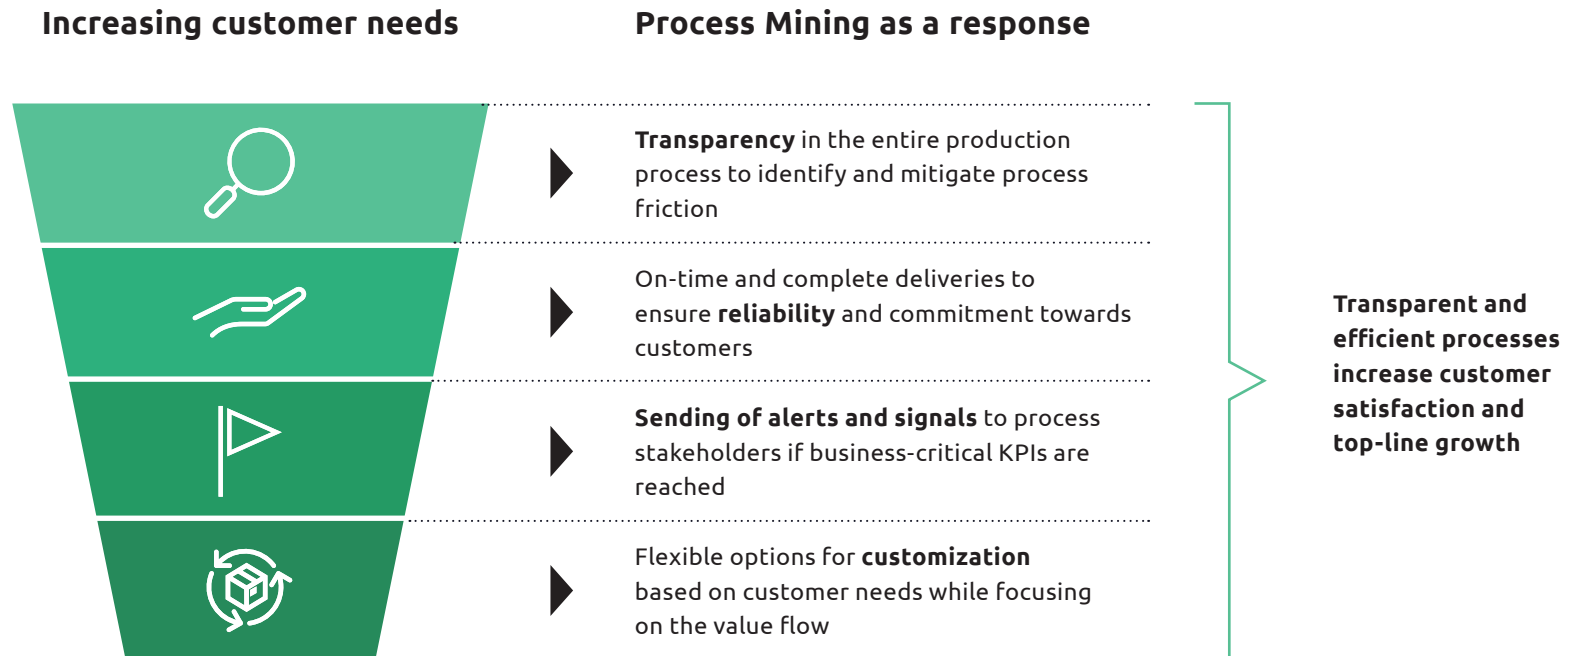 Increasing customer needs
Process Mining as a response
Transparency in the entire production
process to identify and mitigate process
friction
On-time and complete deliveries to
ensure reliability and commitment towards
customers
Sending of alerts and signals to process
stakeholders if business-critical KPIs are
reached
Flexible options for customization
based on customer needs while focusing
on the value flow
Transparent and
efficient processes
increase customer
satisfaction and
top-line growth